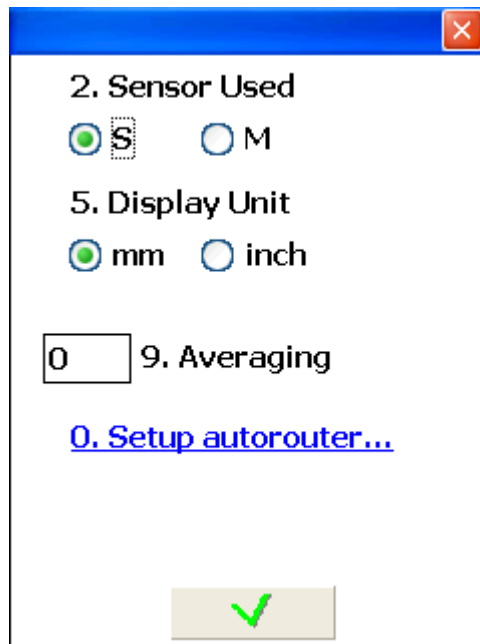 2. Sensor Used
S M
5. Display Unit
mm inch
0 9. Averaging
0. Setup autorouter...